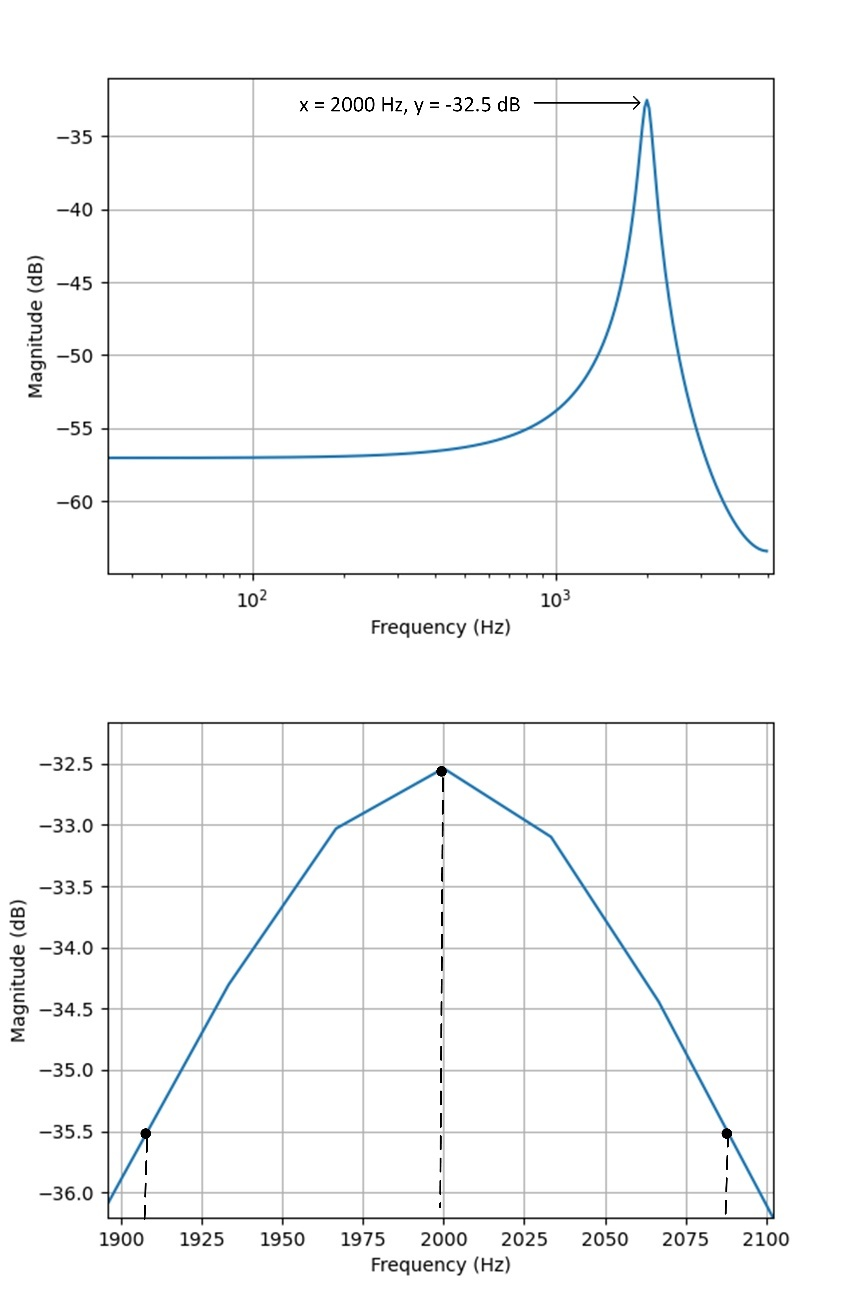 x = 2000 Hz, y = -32.5 dB
−35
−40
−45
−50
−55
−60
Magnitude (dB)
10²
10³
Frequency (Hz)
−32.5
−33.0
−33.5
−34.0
−34.5
−35.0
−35.5
−36.0
Magnitude (dB)
1900 1925 1950 1975 2000 2025 2050 2075 2100
Frequency (Hz)